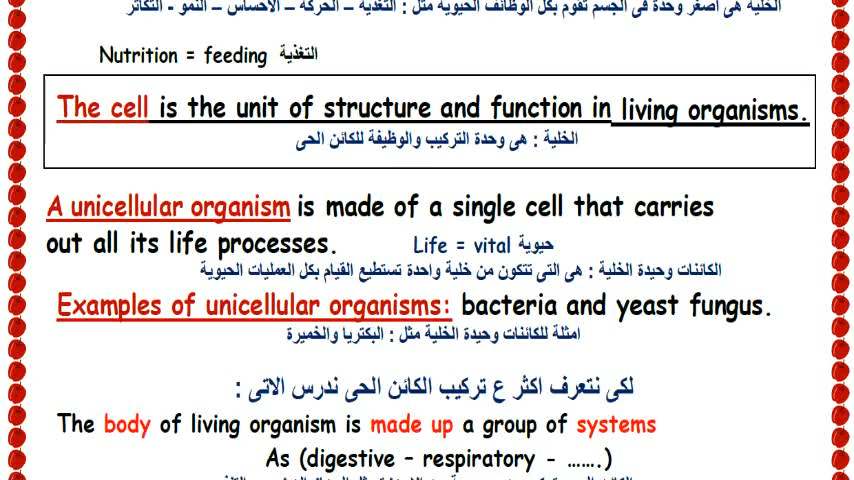 الخلية هى أصغر وحدة فى الجسم تقوم بكل الوظائف الحيوية مثل : التغذية – الحركة – الاحساس – النمو - التكاثر
Nutrition = feeding التغذية
The cell is the unit of structure and function in living organisms.
الخلية : هى وحدة التركيب والوظيفة للكائن الحى
A unicellular organism is made of a single cell that carries
out all its life processes. Life = vital حيوية
الكائنات وحيدة الخلية : هى التى تتكون من خلية واحدة تستطيع القيام بكل العمليات الحيوية
Examples of unicellular organisms: bacteria and yeast fungus.
امثلة للكائنات وحيدة الخلية مثل : البكتريا والخميرة
لكى نتعرف اكثر ع تركيب الكائن الحى ندرس الاتى :
The body of living organism is made up a group of systems
As (digestive – respiratory - …….)